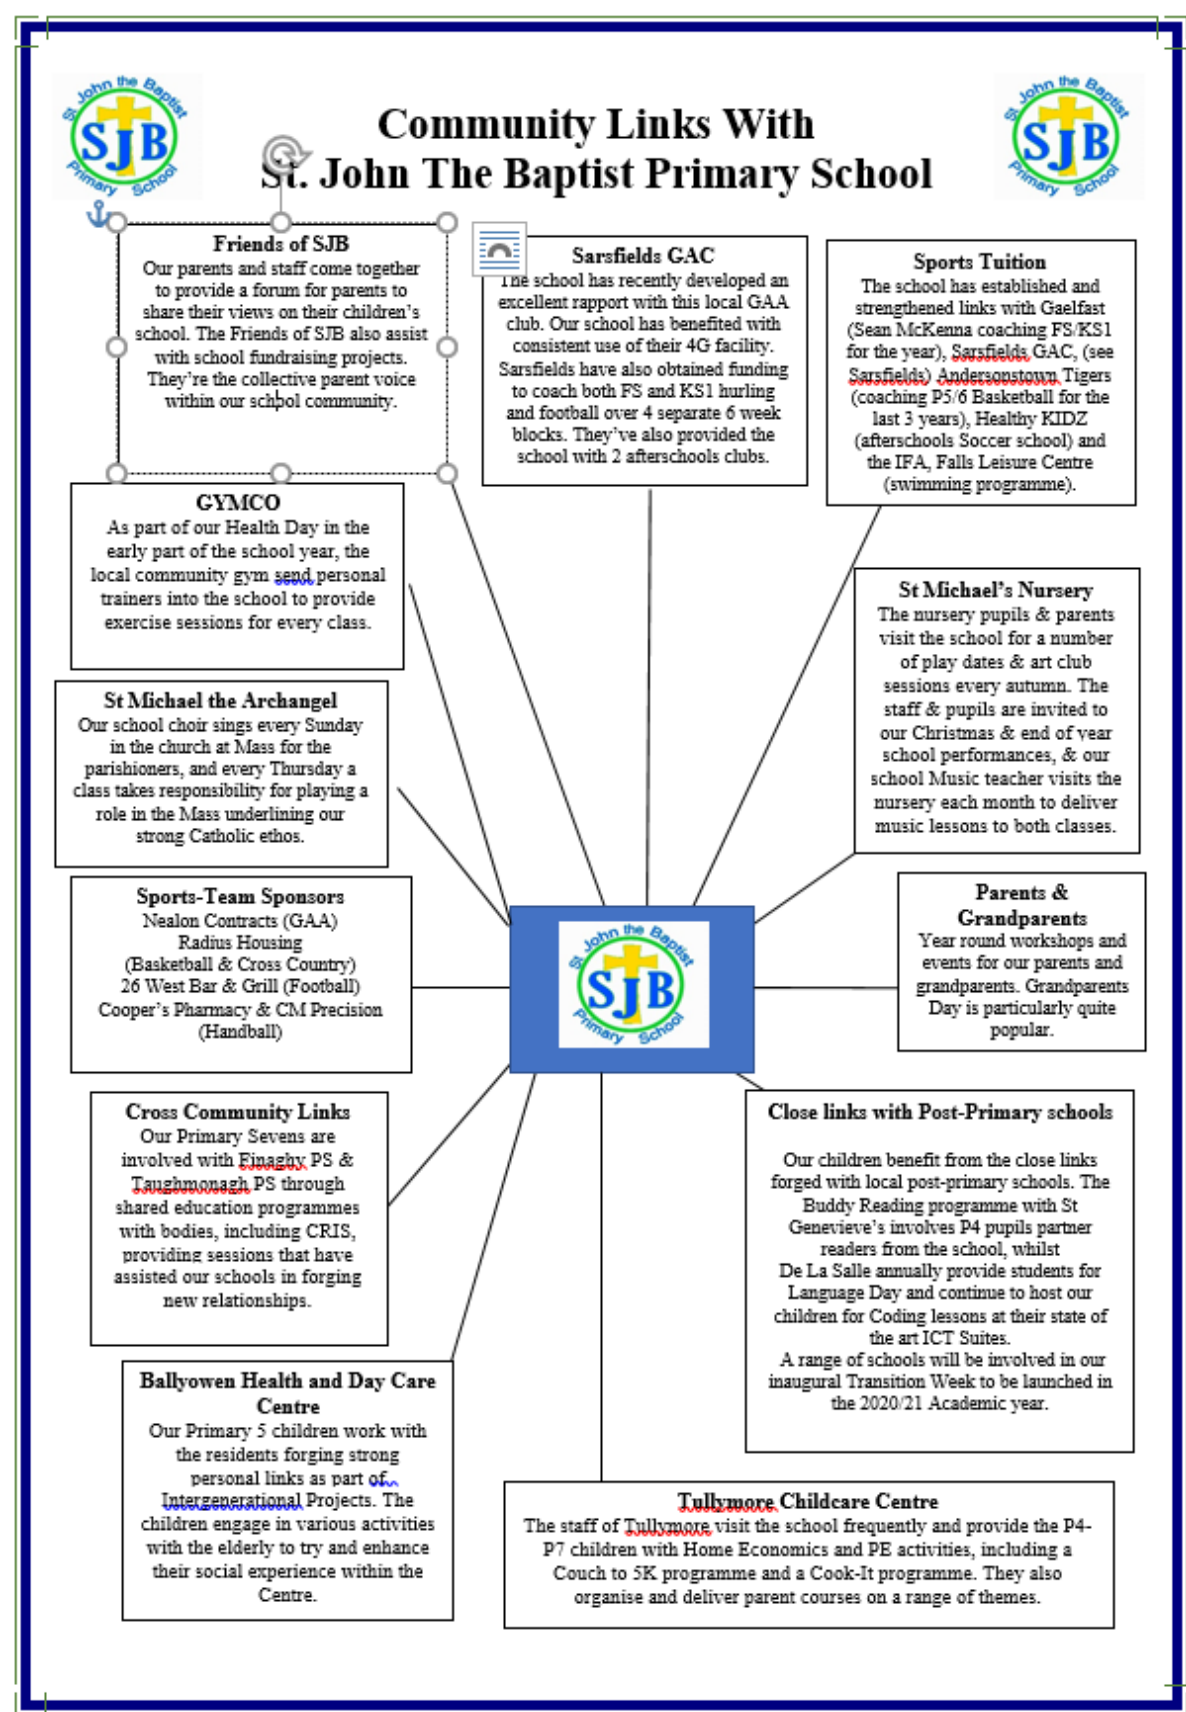 St. John the Baptist
SJB
Primary School
Community Links With
St. John The Baptist Primary School
St. John the Baptist
SJB
Primary School
Friends of SJB
Our parents and staff come together
to provide a forum for parents to
share their views on their children's
school. The Friends of SJB also assist
with school fundraising projects.
They're the collective parent voice
within our school community.
Sarsfields GAC
The school has recently developed an
excellent rapport with this local GAA
club. Our school has benefited with
consistent use of their 4G facility.
Sarsfields have also obtained funding
to coach both FS and KS1 hurling
and football over 4 separate 6 week
blocks. They've also provided the
school with 2 afterschools clubs.
Sports Tuition
The school has established and
strengthened links with Gaelfast
(Sean McKenna coaching FS/KS1
for the year), Sarsfields GAC, (see
Sarsfields) Andersonstown Tigers
(coaching P5/6 Basketball for the
last 3 years), Healthy KIDZ
(afterschools Soccer school) and
the IFA, Falls Leisure Centre
(swimming programme).
GYMCO
As part of our Health Day in the
early part of the school year, the
local community gym send personal
trainers into the school to provide
exercise sessions for every class.
St Michael's Nursery
The nursery pupils & parents
visit the school for a number
of play dates & art club
sessions every autumn. The
staff & pupils are invited to
our Christmas & end of year
school performances, & our
school Music teacher visits the
nursery each month to deliver
music lessons to both classes.
St Michael the Archangel
Our school choir sings every Sunday
in the church at Mass for the
parishioners, and every Thursday a
class takes responsibility for playing a
role in the Mass underlining our
strong Catholic ethos.
Sports-Team Sponsors
Nealon Contracts (GAA)
Radius Housing
(Basketball & Cross Country)
26 West Bar & Grill (Football)
Cooper's Pharmacy & CM Precision
(Handball)
St. John the Baptist
SJB
Primary School
Parents &
Grandparents
Year round workshops and
events for our parents and
grandparents. Grandparents
Day is particularly quite
popular.
Cross Community Links
Our Primary Sevens are
involved with Finaghy PS &
Taughmonagh PS through
shared education programmes
with bodies, including CRIS,
providing sessions that have
assisted our schools in forging
new relationships.
Close links with Post-Primary schools
Our children benefit from the close links
forged with local post-primary schools. The
Buddy Reading programme with St
Genevieve's involves P4 pupils partner
readers from the school, whilst
De La Salle annually provide students for
Language Day and continue to host our
children for Coding lessons at their state of
the art ICT Suites.
A range of schools will be involved in our
inaugural Transition Week to be launched in
the 2020/21 Academic year.
Ballyowen Health and Day Care
Centre
Our Primary 5 children work with
the residents forging strong
personal links as part of
Intergenerational Projects. The
children engage in various activities
with the elderly to try and enhance
their social experience within the
Centre.
Tullymore Childcare Centre
The staff of Tullymore visit the school frequently and provide the P4-
P7 children with Home Economics and PE activities, including a
Couch to 5K programme and a Cook-It programme. They also
organise and deliver parent courses on a range of themes.